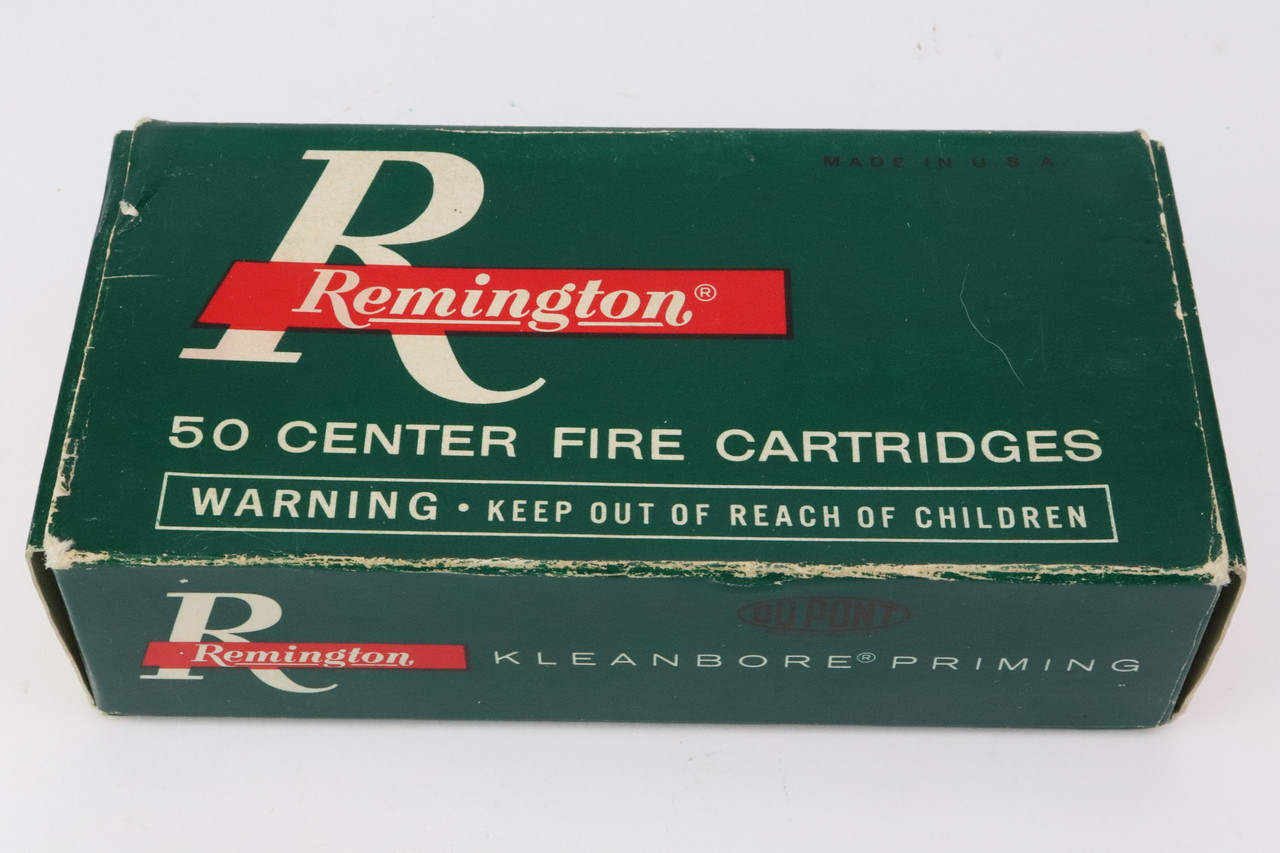 MADE IN U.S.A.
R
Remington®
50 CENTER FIRE CARTRIDGES
WARNING • KEEP OUT OF REACH OF CHILDREN
DU PONT
R
Remington
KLEANBORE® PRIMING